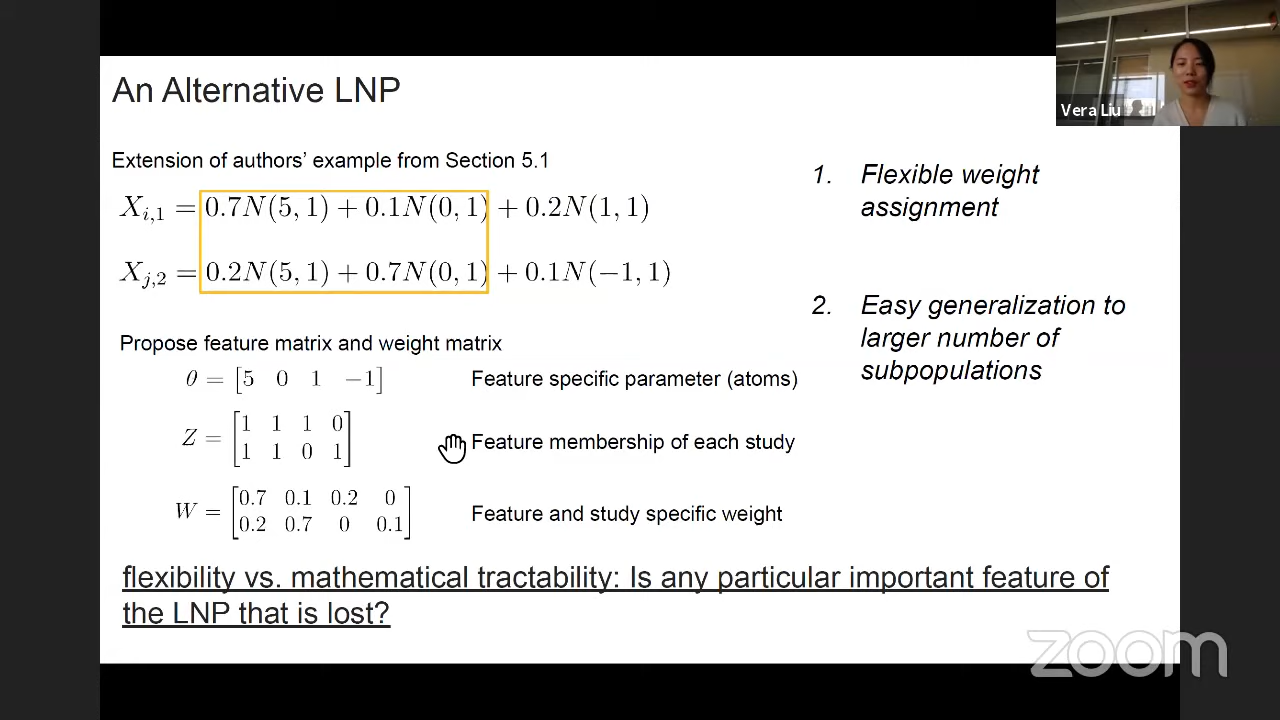 An Alternative LNP
Vera Liu
Extension of authors' example from Section 5.1
X_{i,1} = 0.7N(5, 1) + 0.1N(0, 1) + 0.2N(1, 1)
X_{j,2} = 0.2N(5, 1) + 0.7N(0, 1) + 0.1N(−1, 1)
Propose feature matrix and weight matrix
θ = [5 0 1 −1]
Feature specific parameter (atoms)
Z = [1 1 1 0
1 1 0 1]
Feature membership of each study
W = [0.7 0.1 0.2 0
0.2 0.7 0 0.1]
Feature and study specific weight
1. Flexible weight
assignment
2. Easy generalization to
larger number of
subpopulations
flexibility vs. mathematical tractability: Is any particular important feature of
the LNP that is lost?
zoom